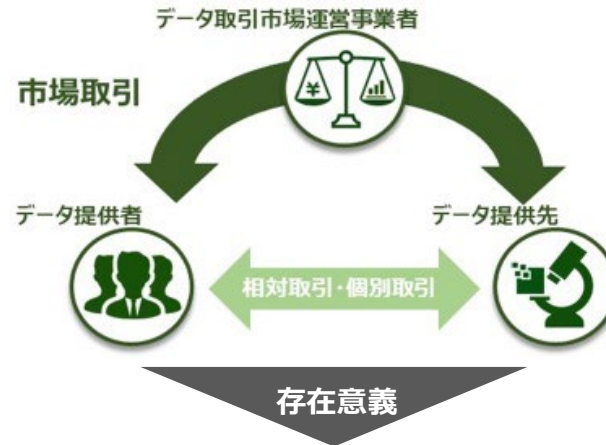 データ取引市場運営事業者
¥
市場取引
データ提供者
データ提供先
相対取引・個別取引
存在意義